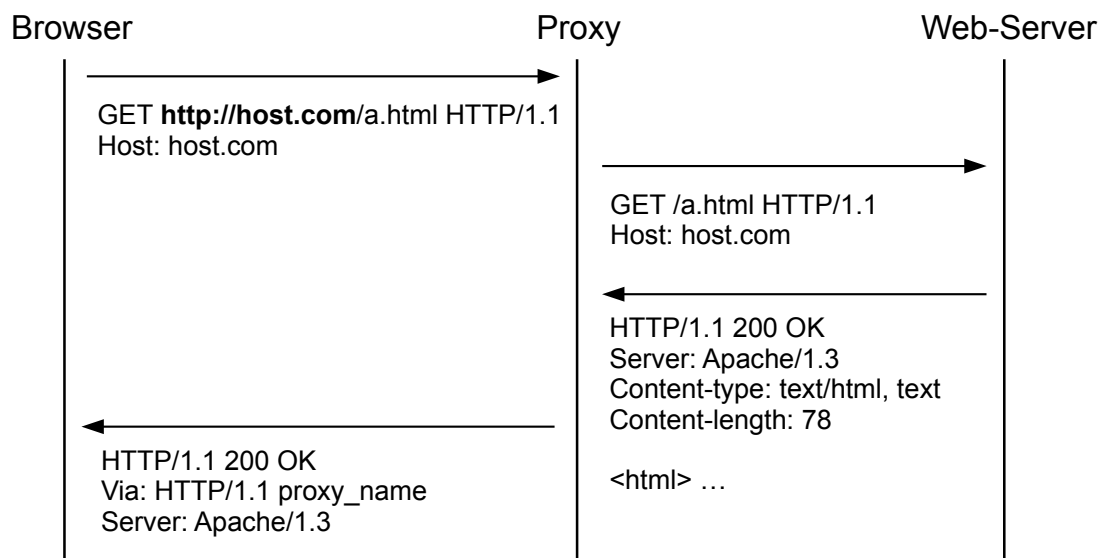 Browser
Proxy
Web-Server
GET http://host.com/a.html HTTP/1.1
Host: host.com
GET /a.html HTTP/1.1
Host: host.com
HTTP/1.1 200 OK
Server: Apache/1.3
Content-type: text/html, text
Content-length: 78
<html> …
HTTP/1.1 200 OK
Via: HTTP/1.1 proxy_name
Server: Apache/1.3